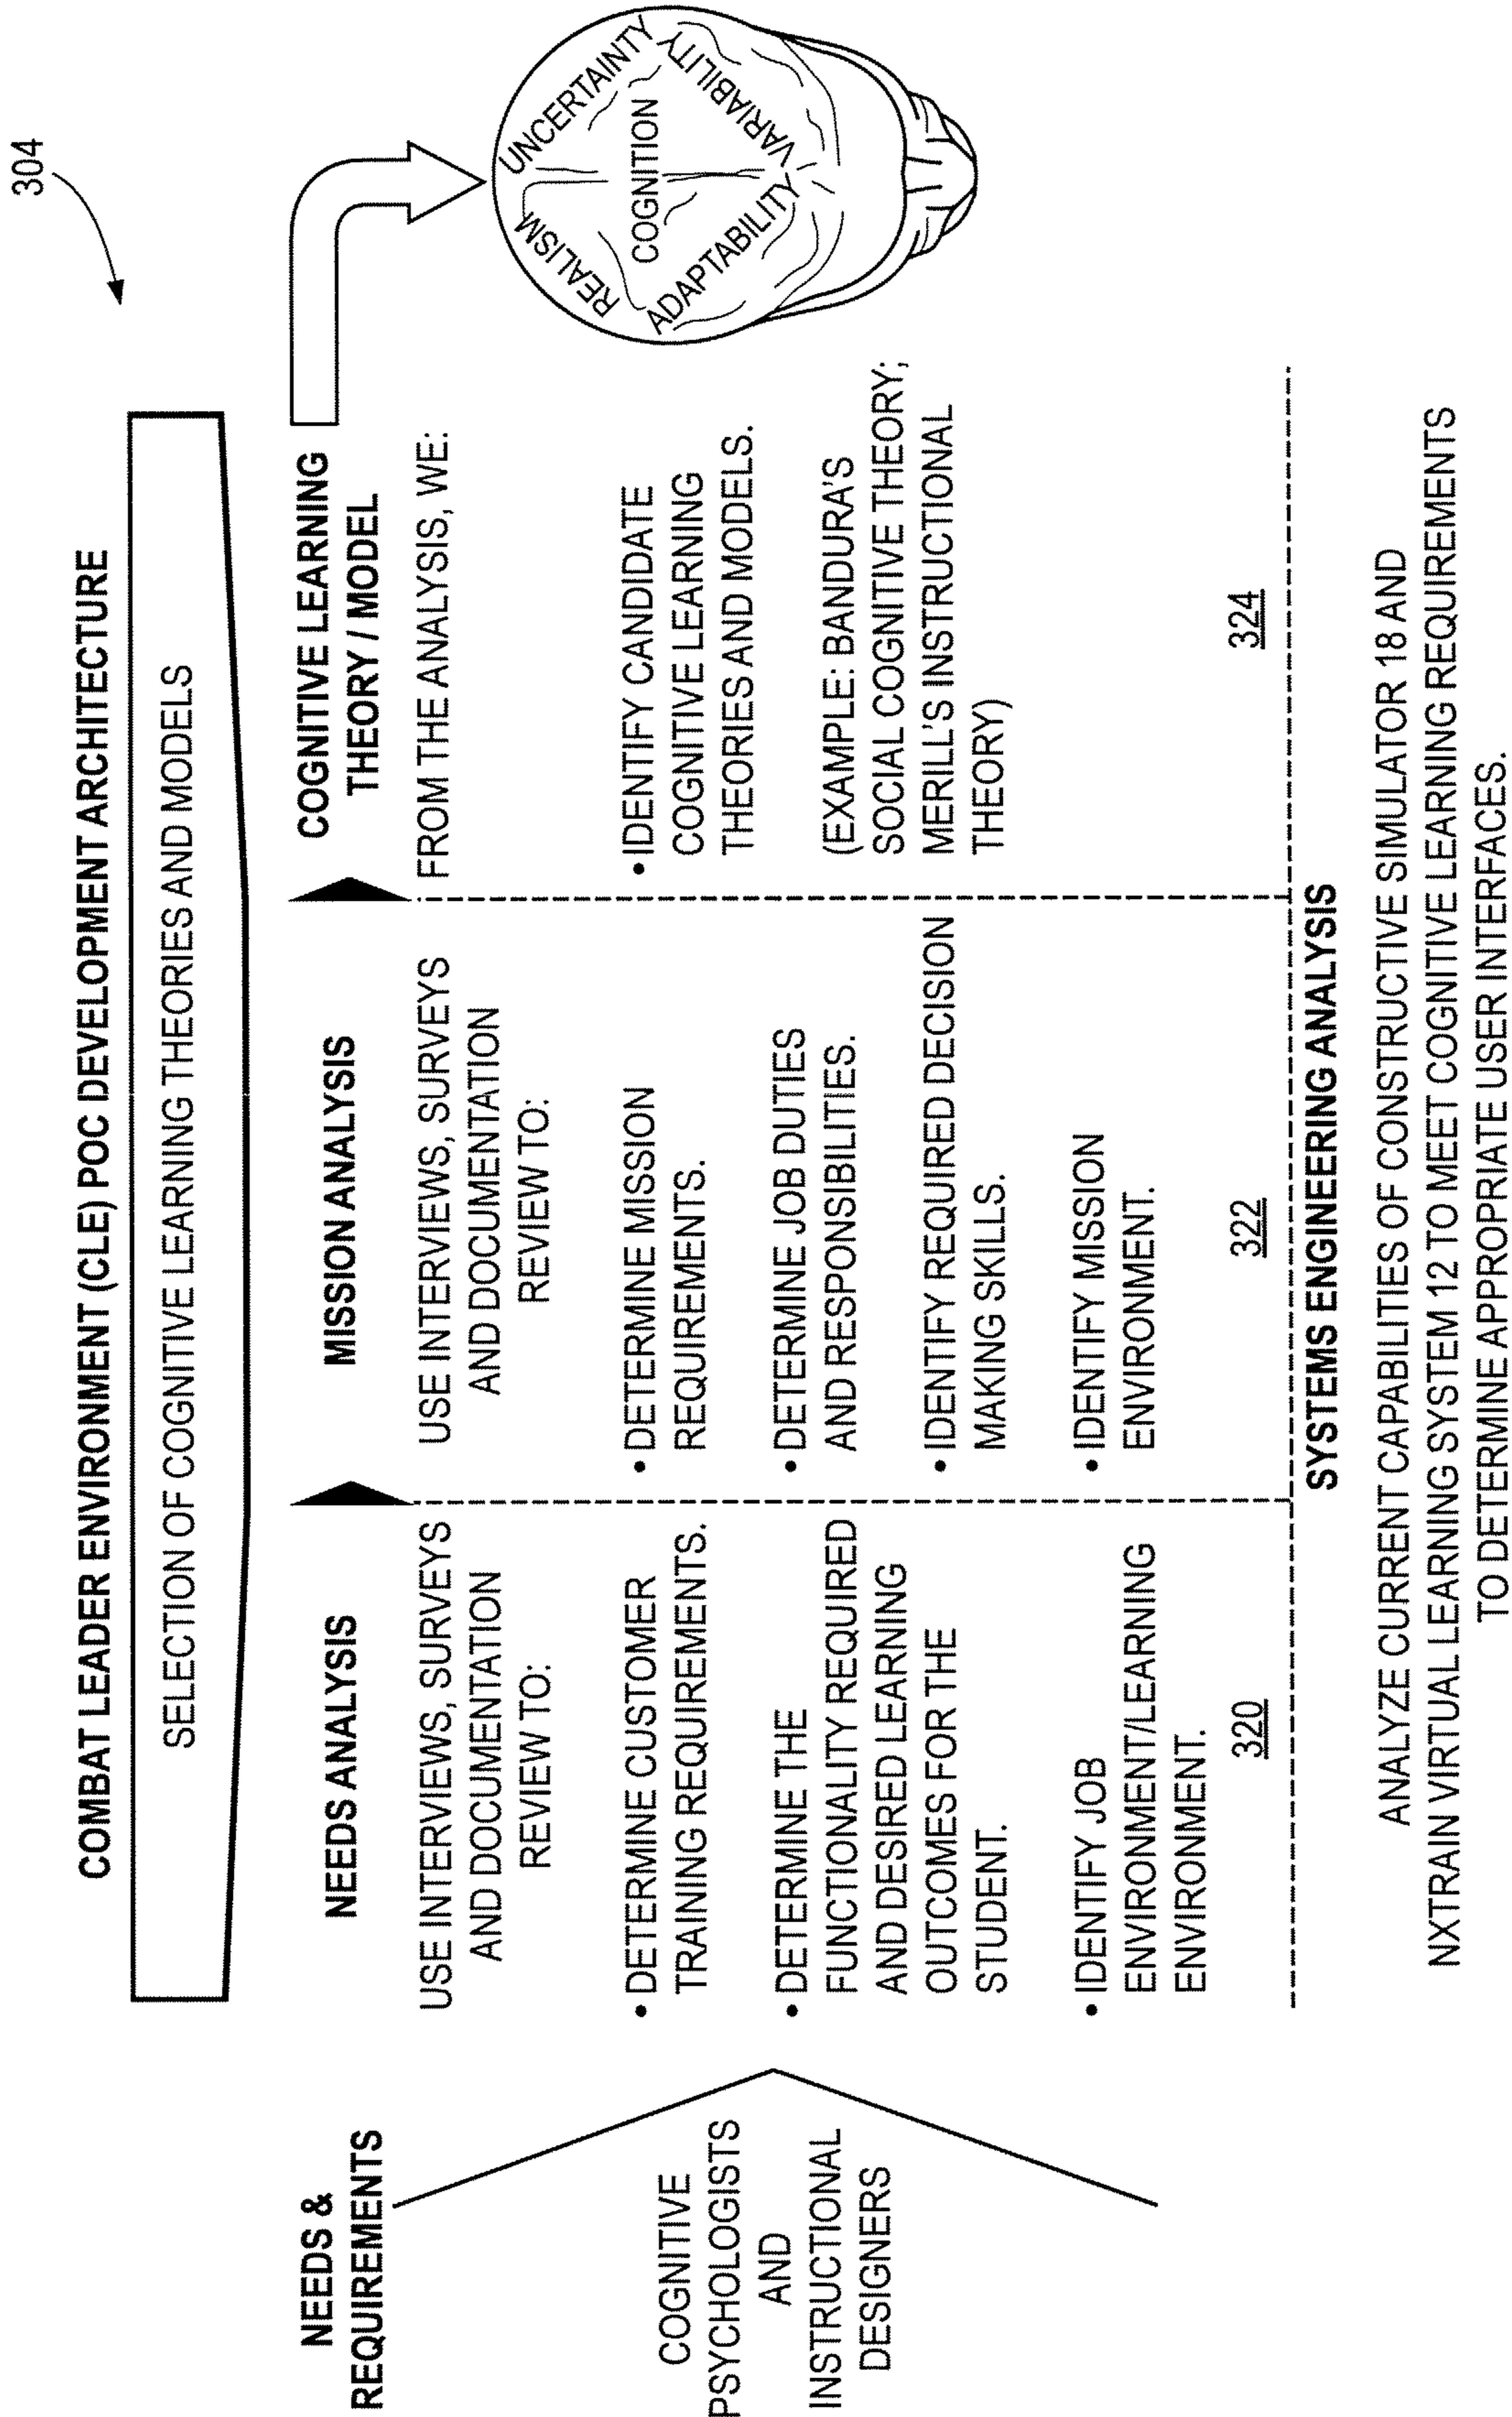 304
COMBAT LEADER ENVIRONMENT (CLE) POC DEVELOPMENT ARCHITECTURE
SELECTION OF COGNITIVE LEARNING THEORIES AND MODELS
NEEDS &
REQUIREMENTS
COGNITIVE
PSYCHOLOGISTS
AND
INSTRUCTIONAL
DESIGNERS
NEEDS ANALYSIS
USE INTERVIEWS, SURVEYS
AND DOCUMENTATION
REVIEW TO:
• DETERMINE CUSTOMER
TRAINING REQUIREMENTS.
• DETERMINE THE
FUNCTIONALITY REQUIRED
AND DESIRED LEARNING
OUTCOMES FOR THE
STUDENT.
• IDENTIFY JOB
ENVIRONMENT/LEARNING
ENVIRONMENT.
320
MISSION ANALYSIS
USE INTERVIEWS, SURVEYS
AND DOCUMENTATION
REVIEW TO:
• DETERMINE MISSION
REQUIREMENTS.
• DETERMINE JOB DUTIES
AND RESPONSIBILITIES.
• IDENTIFY REQUIRED DECISION
MAKING SKILLS.
• IDENTIFY MISSION
ENVIRONMENT.
322
COGNITIVE LEARNING
THEORY / MODEL
FROM THE ANALYSIS, WE:
• IDENTIFY CANDIDATE
COGNITIVE LEARNING
THEORIES AND MODELS.
(EXAMPLE: BANDURA'S
SOCIAL COGNITIVE THEORY;
MERILL'S INSTRUCTIONAL
THEORY)
324
REALISM
UNCERTAINTY
COGNITION
ADAPTABILITY
VARIABILITY
SYSTEMS ENGINEERING ANALYSIS
ANALYZE CURRENT CAPABILITIES OF CONSTRUCTIVE SIMULATOR 18 AND
NXTRAIN VIRTUAL LEARNING SYSTEM 12 TO MEET COGNITIVE LEARNING REQUIREMENTS
TO DETERMINE APPROPRIATE USER INTERFACES.